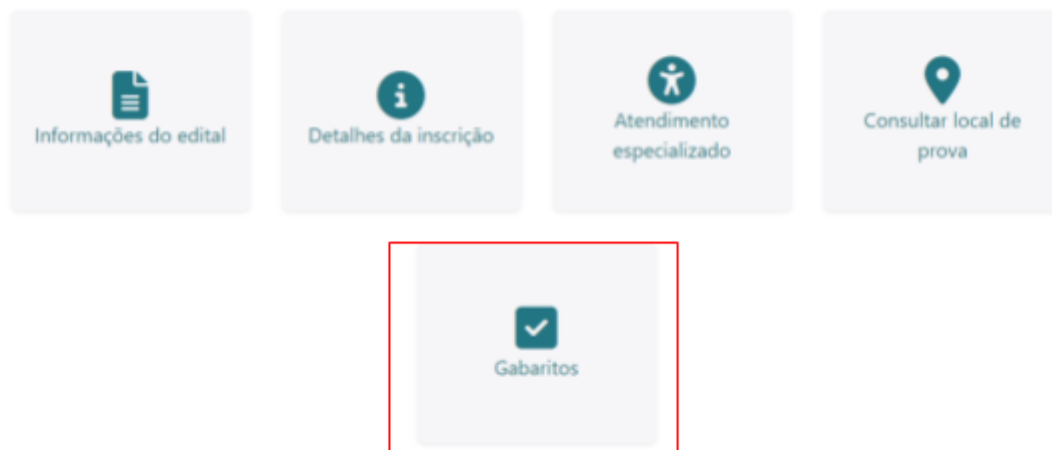 Informações do edital
Detalhes da inscrição
Atendimento
especializado
Consultar local de
prova
Gabaritos